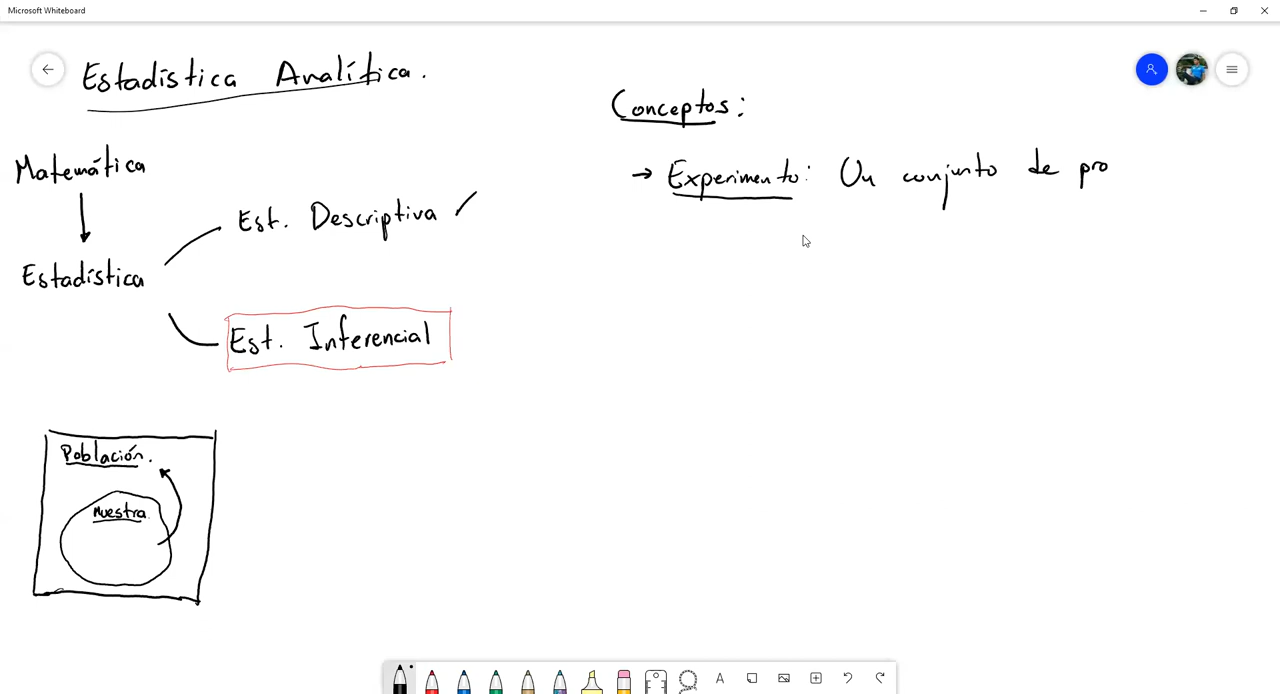 Microsoft Whiteboard
Estadística Analítica.
Matemática
Estadística
Est. Descriptiva
Est. Inferencial
Población.
Muestra
Conceptos:
→ Experimento: Un conjunto de pro
A